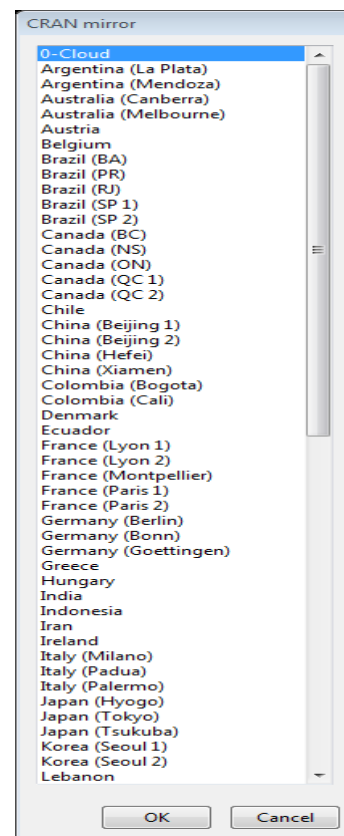 CRAN mirror
0-Cloud
Argentina (La Plata)
Argentina (Mendoza)
Australia (Canberra)
Australia (Melbourne)
Austria
Belgium
Brazil (BA)
Brazil (PR)
Brazil (RJ)
Brazil (SP 1)
Brazil (SP 2)
Canada (BC)
Canada (NS)
Canada (ON)
Canada (QC 1)
Canada (QC 2)
Chile
China (Beijing 1)
China (Beijing 2)
China (Hefei)
China (Xiamen)
Colombia (Bogota)
Colombia (Cali)
Denmark
Ecuador
France (Lyon 1)
France (Lyon 2)
France (Montpellier)
France (Paris 1)
France (Paris 2)
Germany (Berlin)
Germany (Bonn)
Germany (Goettingen)
Greece
Hungary
India
Indonesia
Iran
Ireland
Italy (Milano)
Italy (Padua)
Italy (Palermo)
Japan (Hyogo)
Japan (Tokyo)
Japan (Tsukuba)
Korea (Seoul 1)
Korea (Seoul 2)
Lebanon
OK Cancel